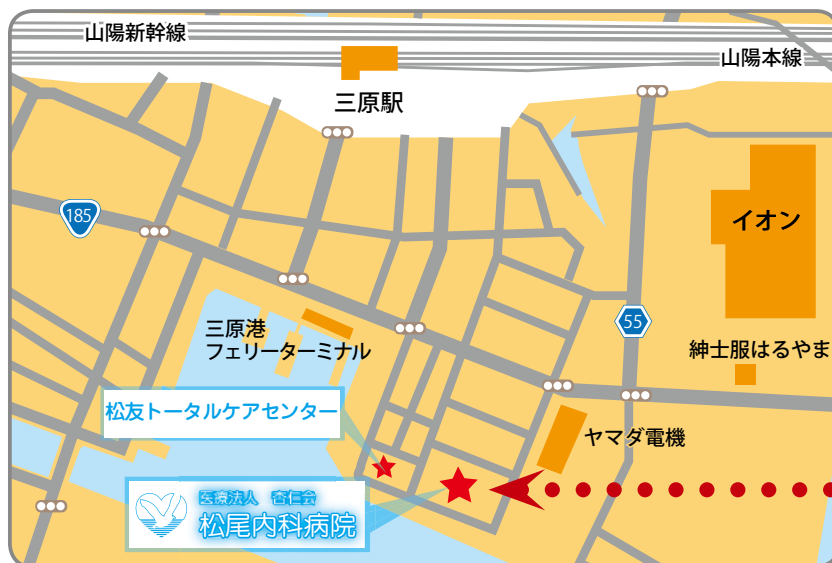 山陽新幹線
山陽本線
三原駅
185
イオン
55
三原港
フェリーターミナル
紳士服はるやま
松友トータルケアセンター
ヤマダ電機
医療法人 杏仁会
松尾内科病院